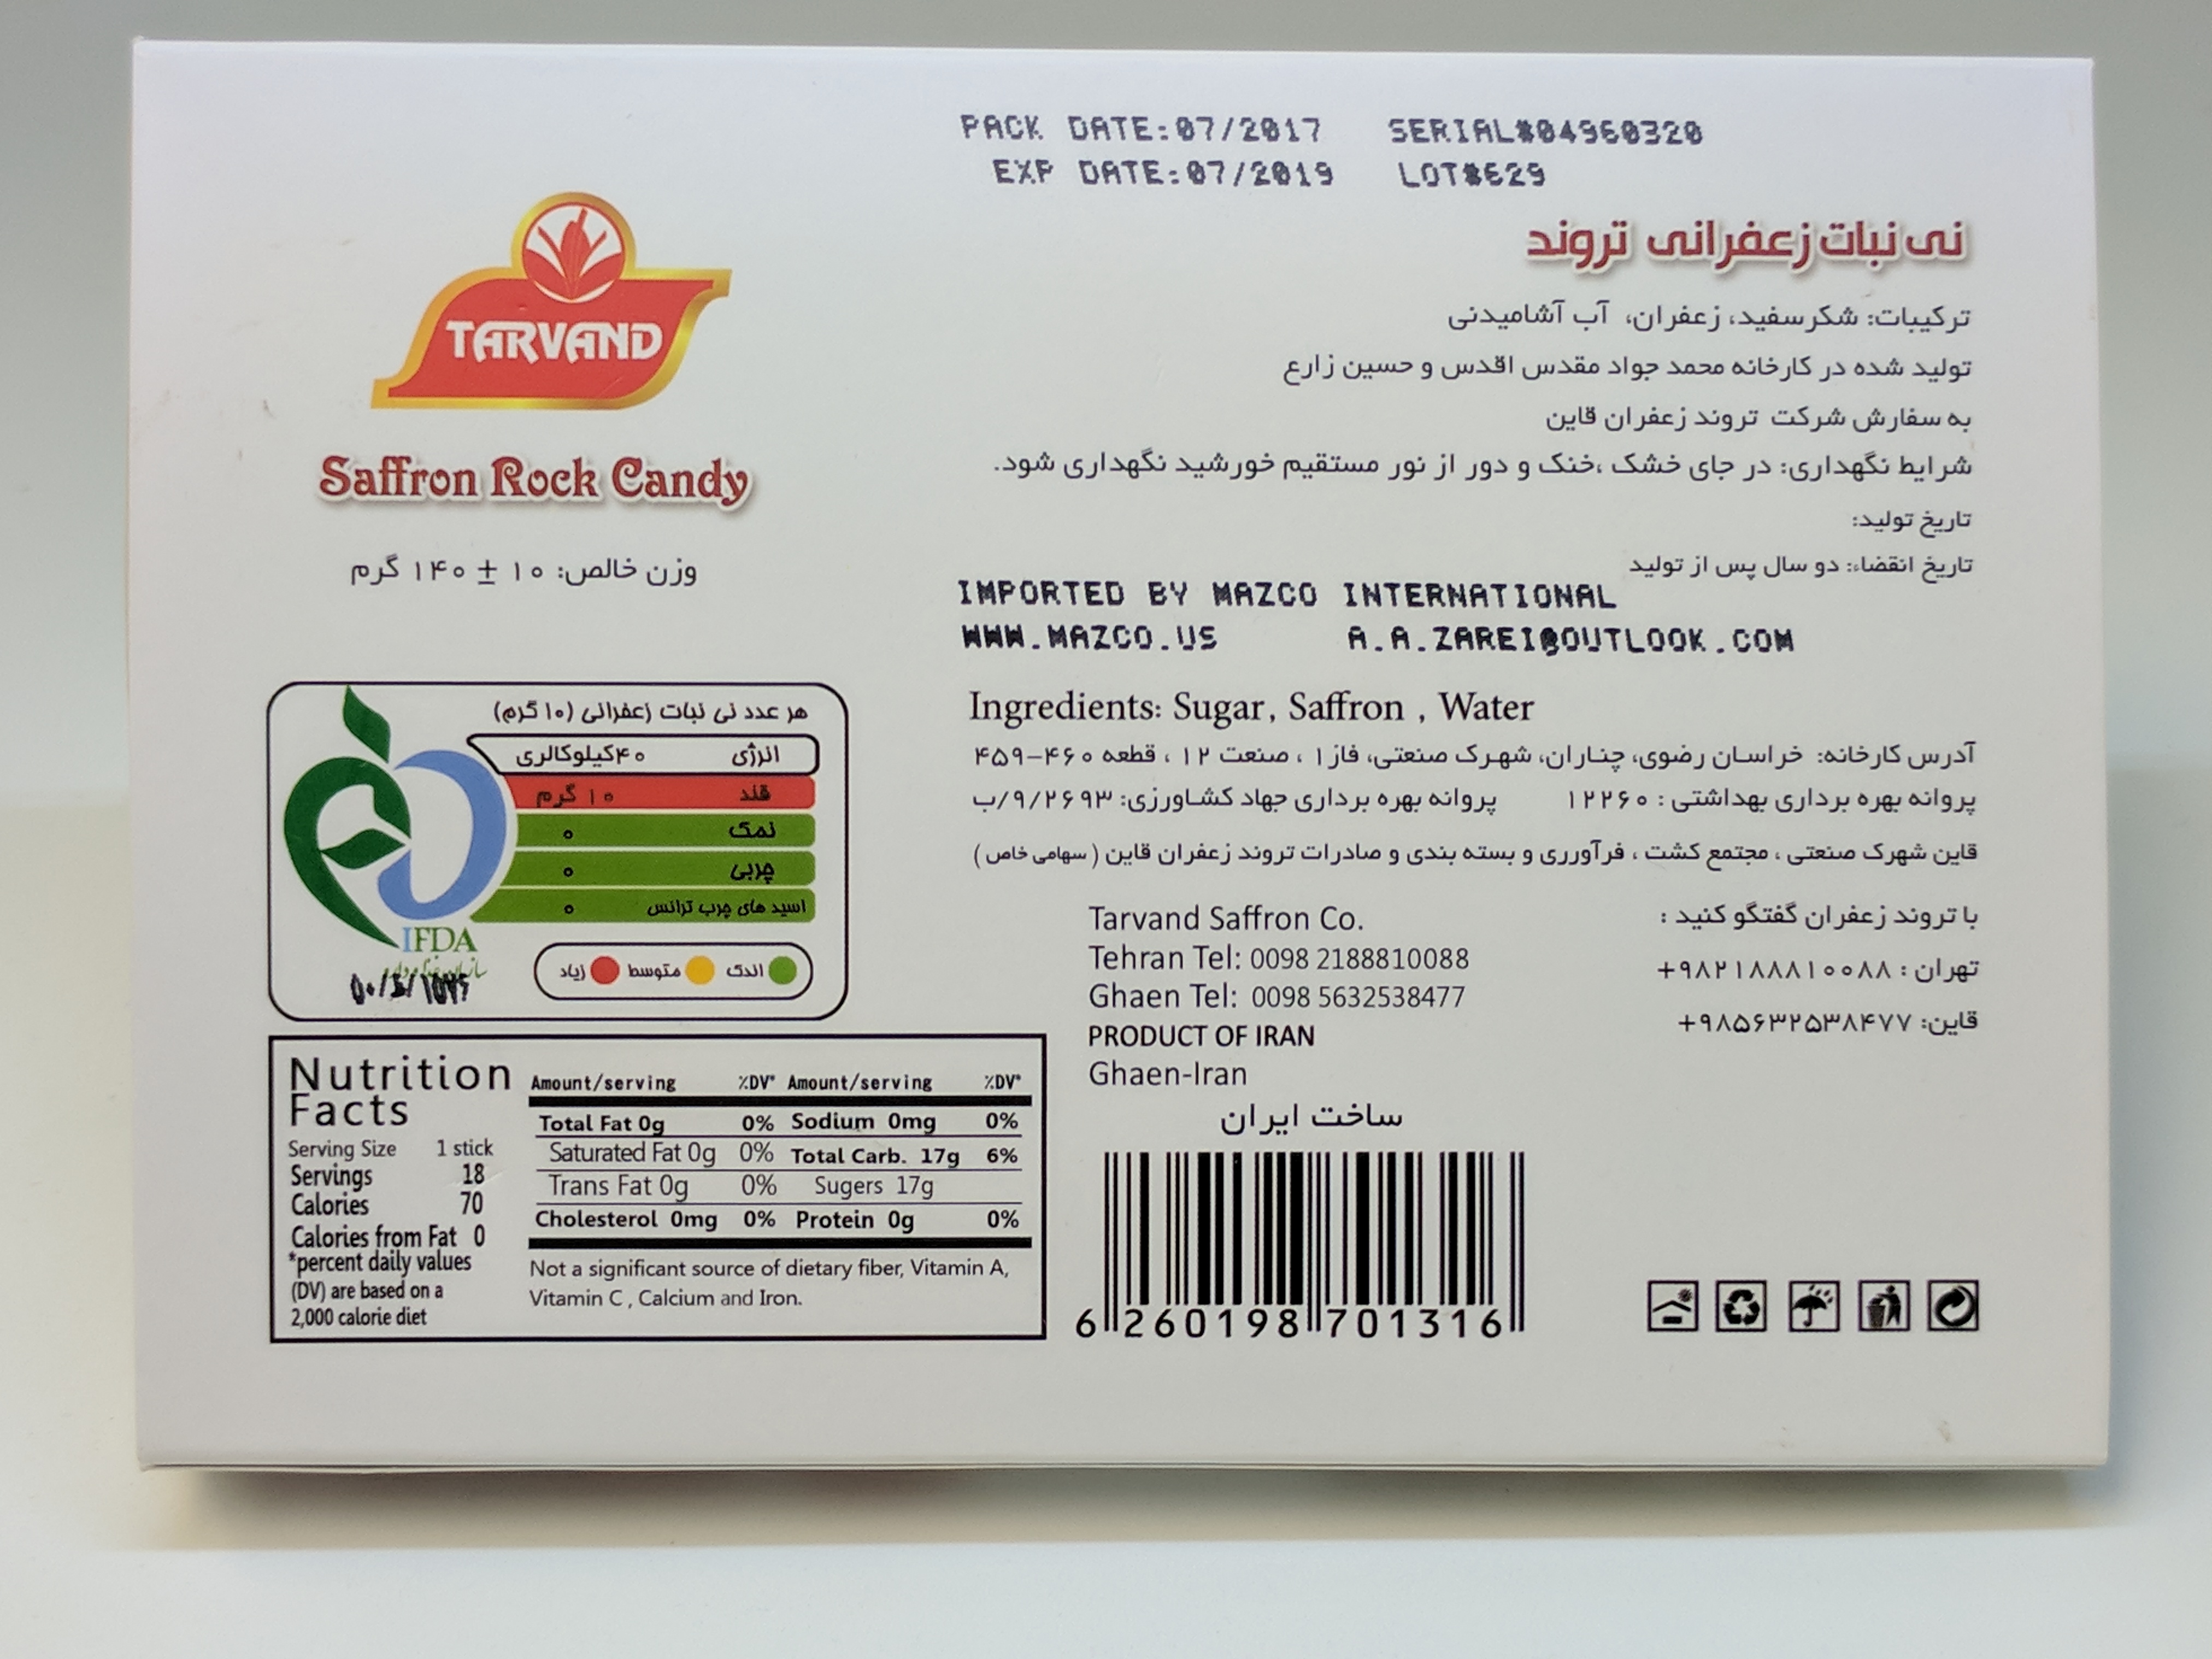 PACK DATE:07/2017 SERIAL#04960320
EXP DATE:07/2019 LOT#629
TARVAND
Saffron Rock Candy
وزن خالص: ۱۰ ± ۱۴۰ گرم
نی نبات زعفرانی تروند
ترکیبات: شکرسفید، زعفران، آب آشامیدنی
تولید شده در کارخانه محمد جواد مقدس اقدس و حسین زارع
به سفارش شرکت تروند زعفران قاین
شرایط نگهداری: در جای خشک ،خنک و دور از نور مستقیم خورشید نگهداری شود.
تاریخ تولید:
تاریخ انقضاء: دو سال پس از تولید
IMPORTED BY MAZCO INTERNATIONAL
WWW.MAZCO.US A.A.ZAREI@OUTLOOK.COM
Ingredients: Sugar, Saffron , Water
آدرس کارخانه: خراسان رضوی، چناران، شهرک صنعتی، فاز۱ ، صنعت ۱۲ ، قطعه ۴۶۰-۴۵۹
پروانه بهره برداری بهداشتی : ۱۲۲۶۰ پروانه بهره برداری جهاد کشاورزی: ۹/۲۶۹۳/ب
قاین شهرک صنعتی ، مجتمع کشت ، فرآورری و بسته بندی و صادرات تروند زعفران قاین ( سهامی خاص )
با تروند زعفران گفتگو کنید :
تهران : ۹۸۲۱۸۸۸۱۰۰۸۸+
قاین: ۹۸۵۶۳۲۵۳۸۴۷۷+
Tarvand Saffron Co.
Tehran Tel: 0098 2188810088
Ghaen Tel: 0098 5632538477
PRODUCT OF IRAN
Ghaen-Iran
ساخت ایران
6 260198 701316
هر عدد نی نبات زعفرانی (۱۰ گرم)
انرژی ۴۰کیلوکالری
قند ۱۰ گرم
نمک ۰
چربی ۰
اسید های چرب ترانس ۰
IFDA
اندک متوسط زیاد
Nutrition
Facts
Serving Size 1 stick
Servings 18
Calories 70
Calories from Fat 0
*percent daily values
(DV) are based on a
2,000 calorie diet
Amount/serving %DV* Amount/serving %DV*
Total Fat 0g 0% Sodium 0mg 0%
Saturated Fat 0g 0% Total Carb. 17g 6%
Trans Fat 0g 0% Sugers 17g
Cholesterol 0mg 0% Protein 0g 0%
Not a significant source of dietary fiber, Vitamin A,
Vitamin C , Calcium and Iron.